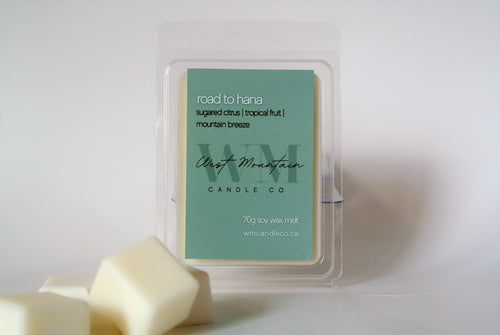 road to hana
sugared citrus | tropical fruit |
mountain breeze
WM
West Mountain
CANDLE CO.
70g soy wax melt
wmcandleco.ca